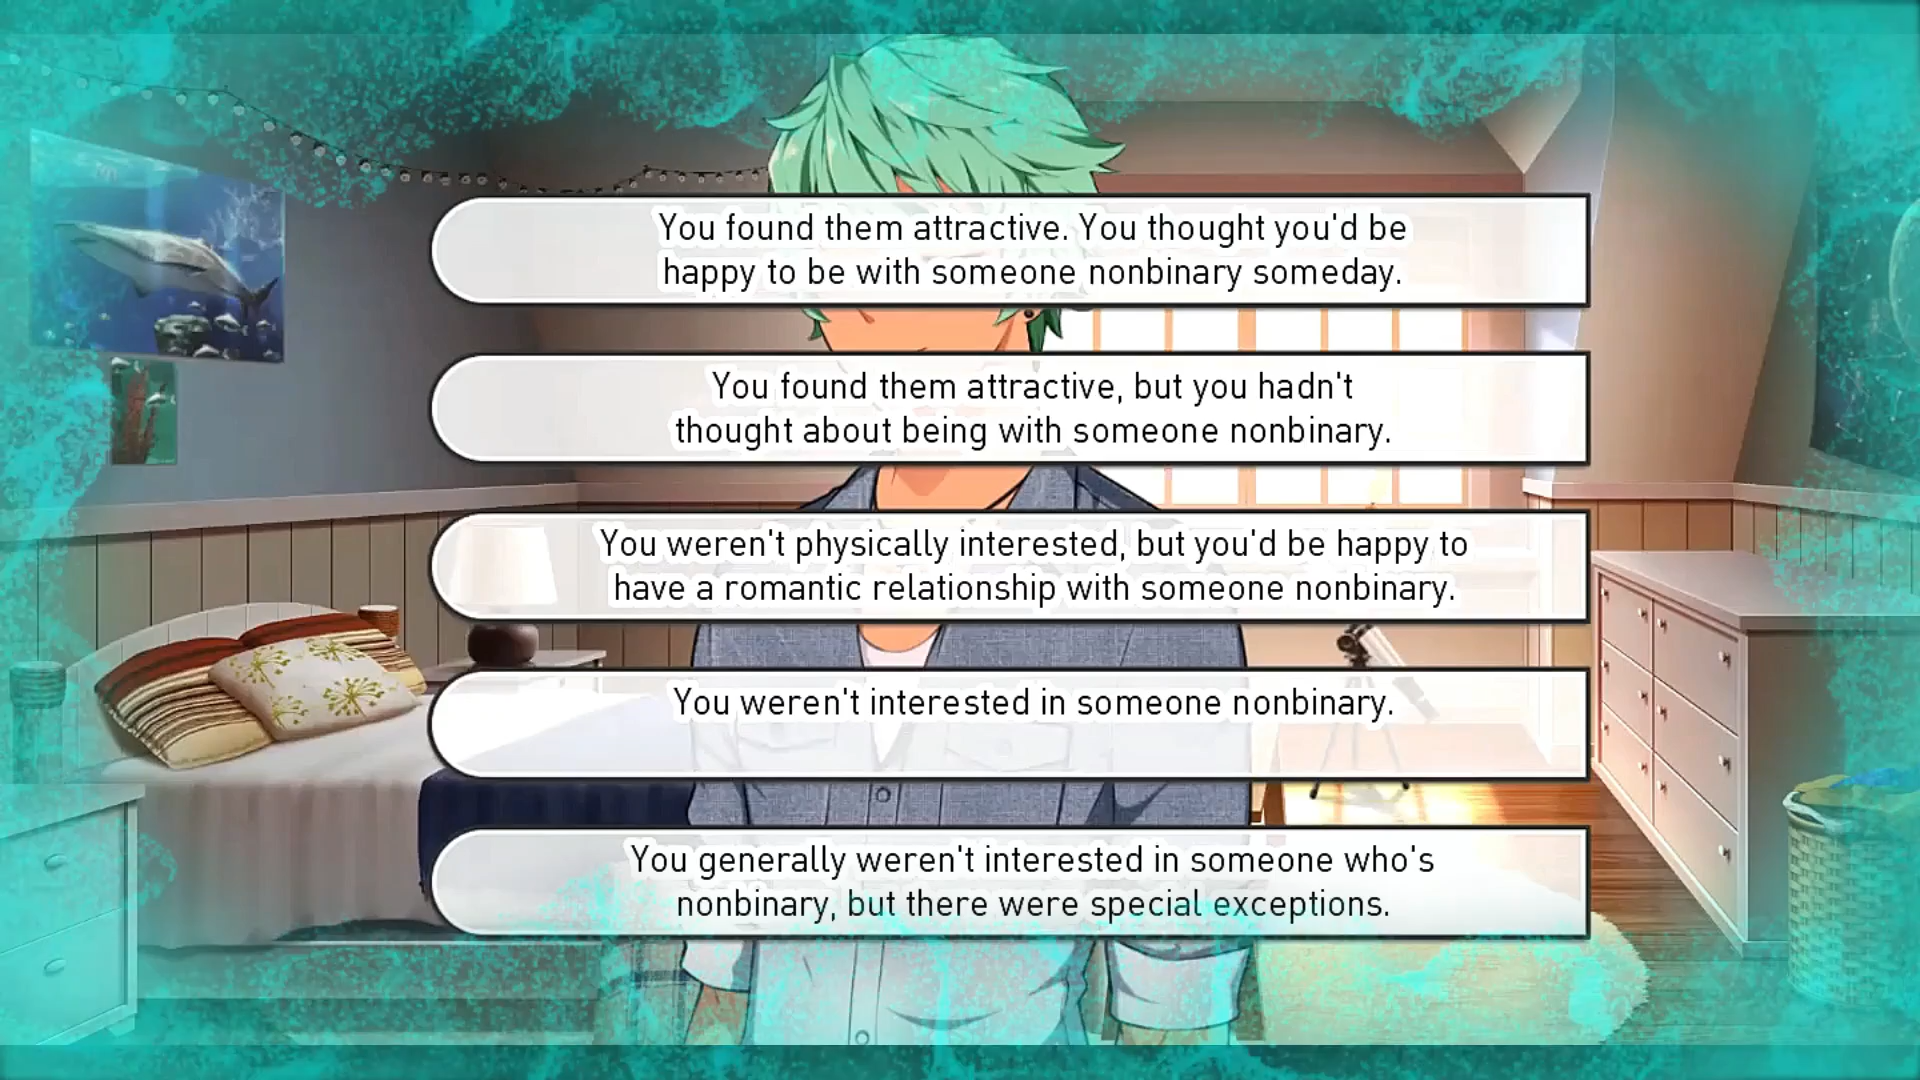 You found them attractive. You thought you'd be
happy to be with someone nonbinary someday.
You found them attractive, but you hadn't
thought about being with someone nonbinary.
You weren't physically interested, but you'd be happy to
have a romantic relationship with someone nonbinary.
You weren't interested in someone nonbinary.
You generally weren't interested in someone who's
nonbinary, but there were special exceptions.